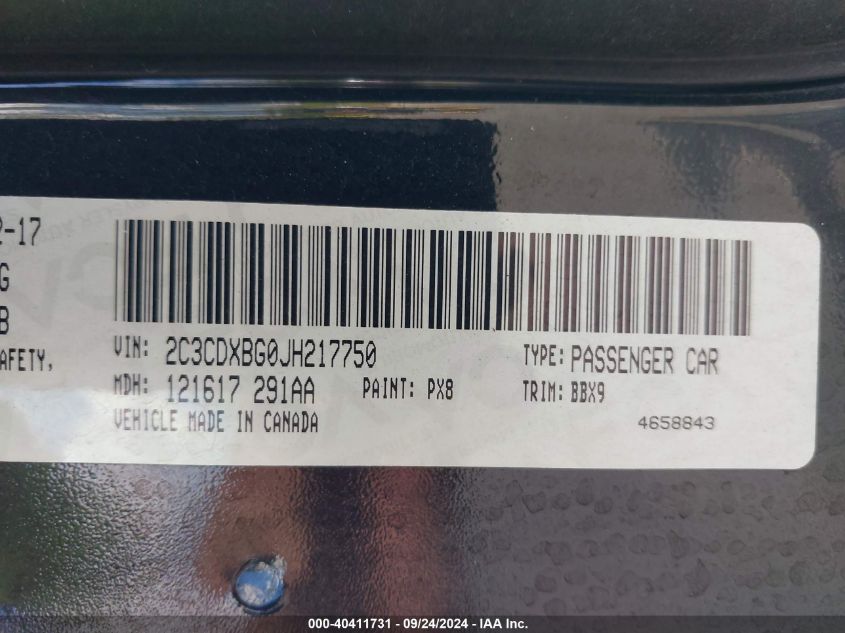 2-17
G
B
AFETY,
VIN: 2C3CDXBG0JH217750 TYPE: PASSENGER CAR
MDH: 121617 291AA PAINT: PX8 TRIM: BBX9
VEHICLE MADE IN CANADA 4658843
000-40411731 - 09/24/2024 - IAA Inc.